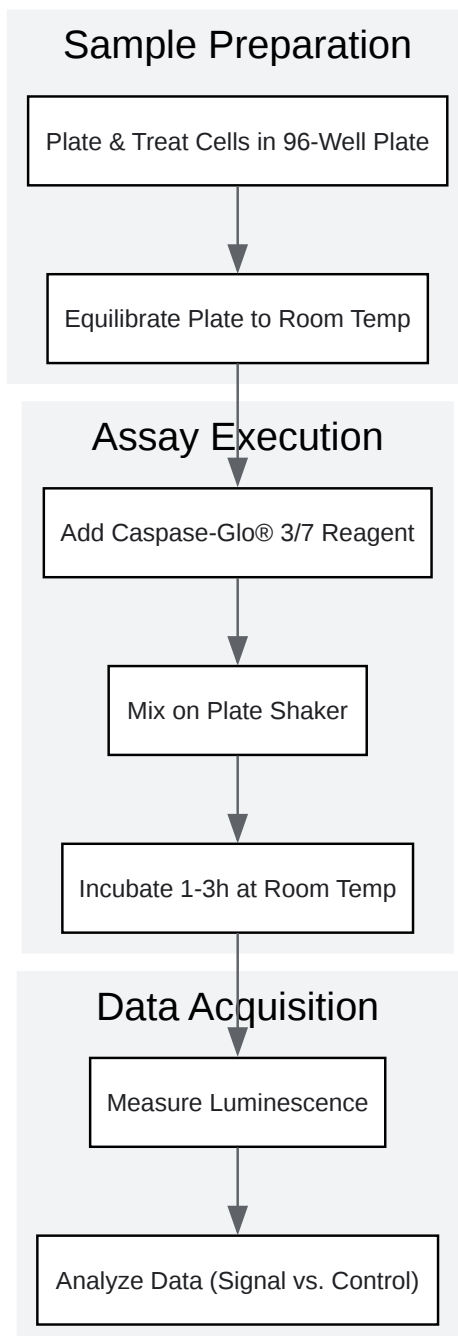 Sample Preparation
Plate & Treat Cells in 96-Well Plate
Equilibrate Plate to Room Temp
Assay Execution
Add Caspase-Glo® 3/7 Reagent
Mix on Plate Shaker
Incubate 1-3h at Room Temp
Data Acquisition
Measure Luminescence
Analyze Data (Signal vs. Control)